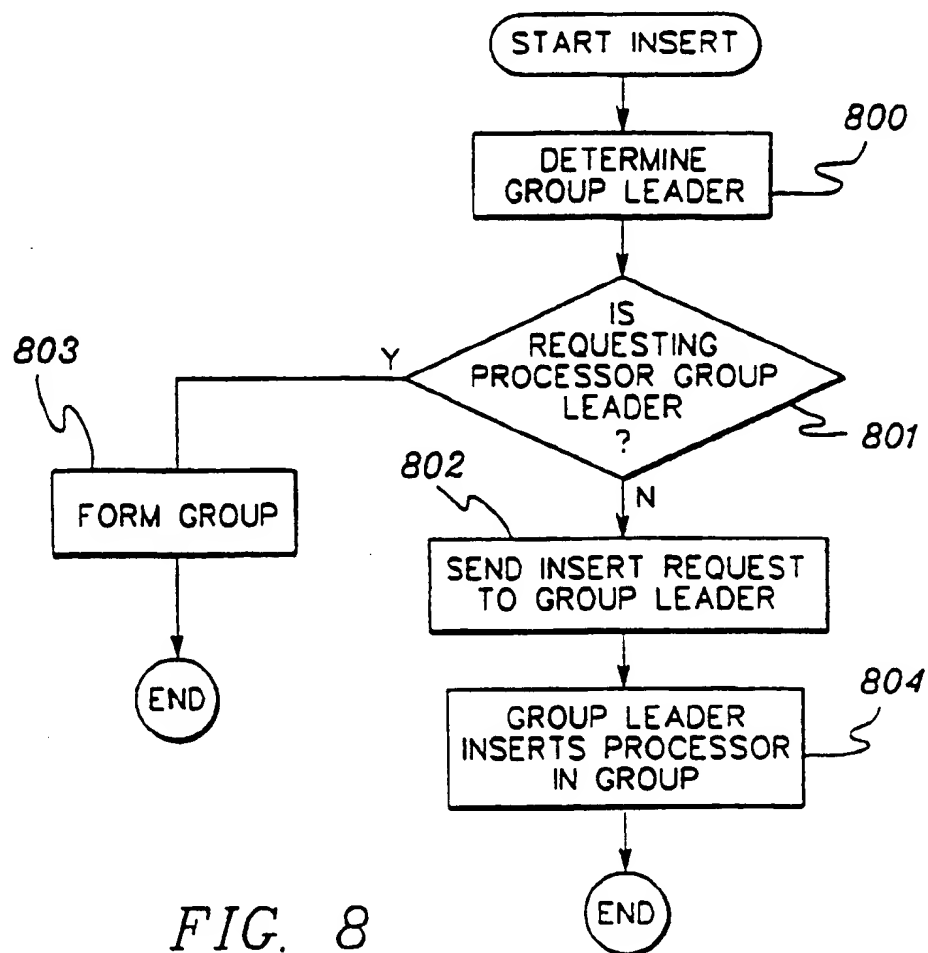 START INSERT
800
DETERMINE
GROUP LEADER
IS
REQUESTING
PROCESSOR GROUP
LEADER
?
801
Y
803
FORM GROUP
END
N
802
SEND INSERT REQUEST
TO GROUP LEADER
804
GROUP LEADER
INSERTS PROCESSOR
IN GROUP
END
FIG. 8